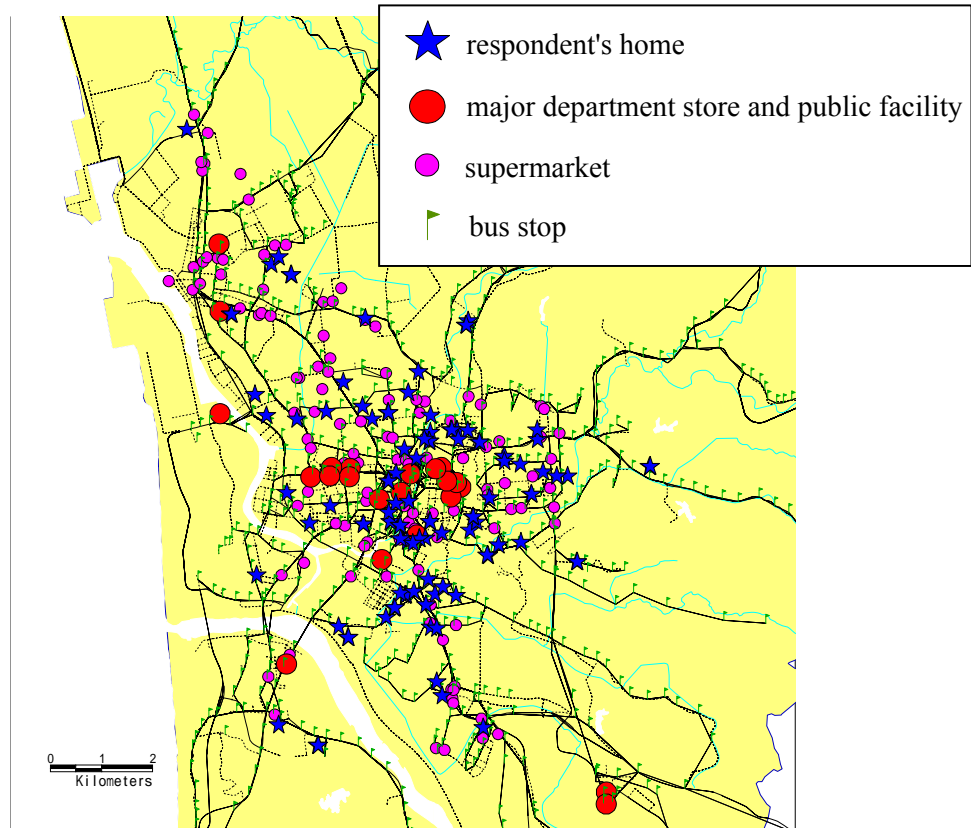 respondent's home
major department store and public facility
supermarket
bus stop
0 1 2
Kilometers